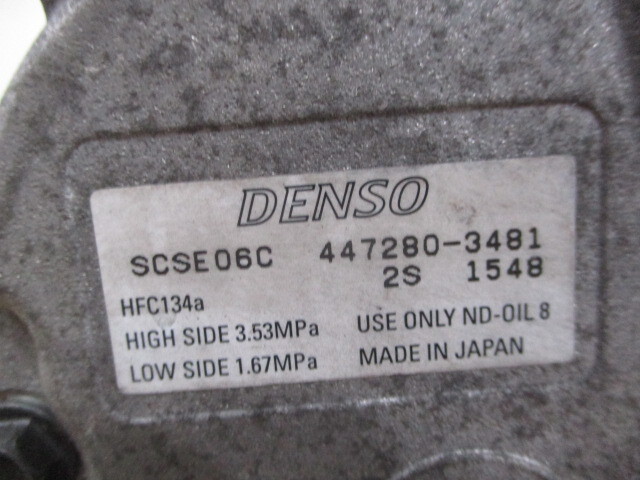 DENSO
SCSE06C 447280-3481
2S 1548
HFC134a
HIGH SIDE 3.53MPa USE ONLY ND-OIL 8
LOW SIDE 1.67MPa MADE IN JAPAN